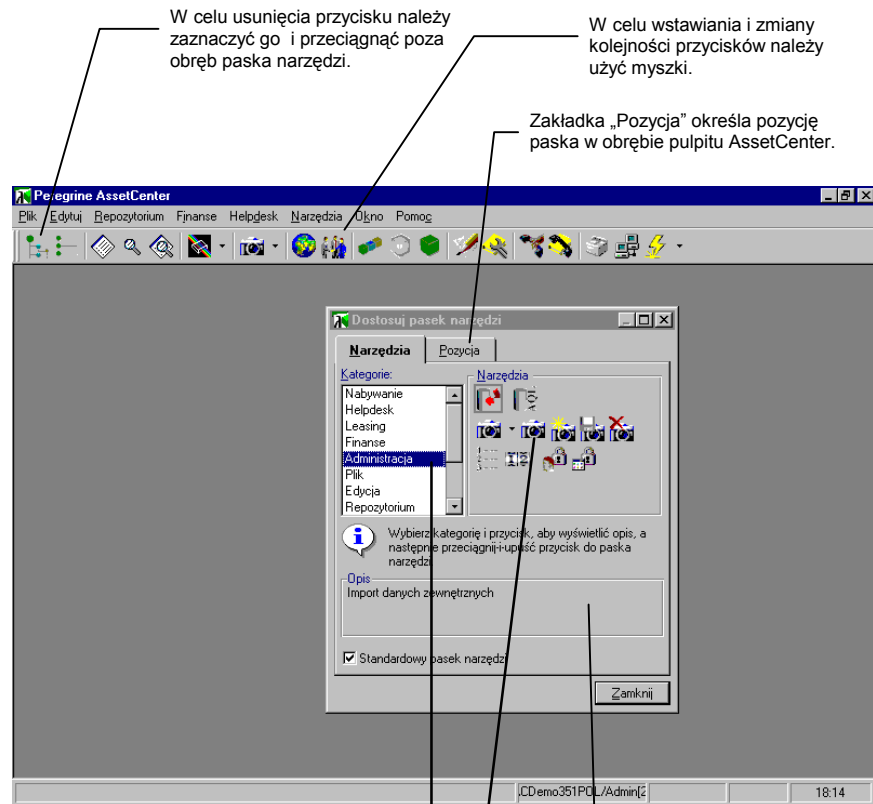 W celu usunięcia przycisku należy
zaznaczyć go i przeciągnąć poza
obręb paska narzędzi.
W celu wstawiania i zmiany
kolejności przycisków należy
użyć myszki.
Zakładka „Pozycja” określa pozycję
paska w obrębie pulpitu AssetCenter.
Peregrine AssetCenter
Plik Edytuj Repozytorium Finanse Helpdesk Narzędzia Okno Pomoc
Dostosuj pasek narzędzi
Narzędzia Pozycja
Kategorie:
Nabywanie
Helpdesk
Leasing
Finanse
Administracja
Plik
Edycja
Repozytorium
Narzędzia
Wybierz kategorię i przycisk, aby wyświetlić opis, a
następnie przeciągnij-i-upuść przycisk do paska
narzędzi
Opis
Import danych zewnętrznych
Standardowy pasek narzędzi
Zamknij
.CDemo351POL/Admin[2 18:14